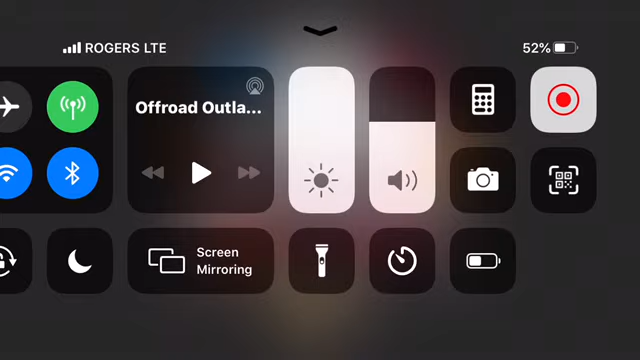 ROGERS LTE
52%
Offroad Outla...
Screen
Mirroring